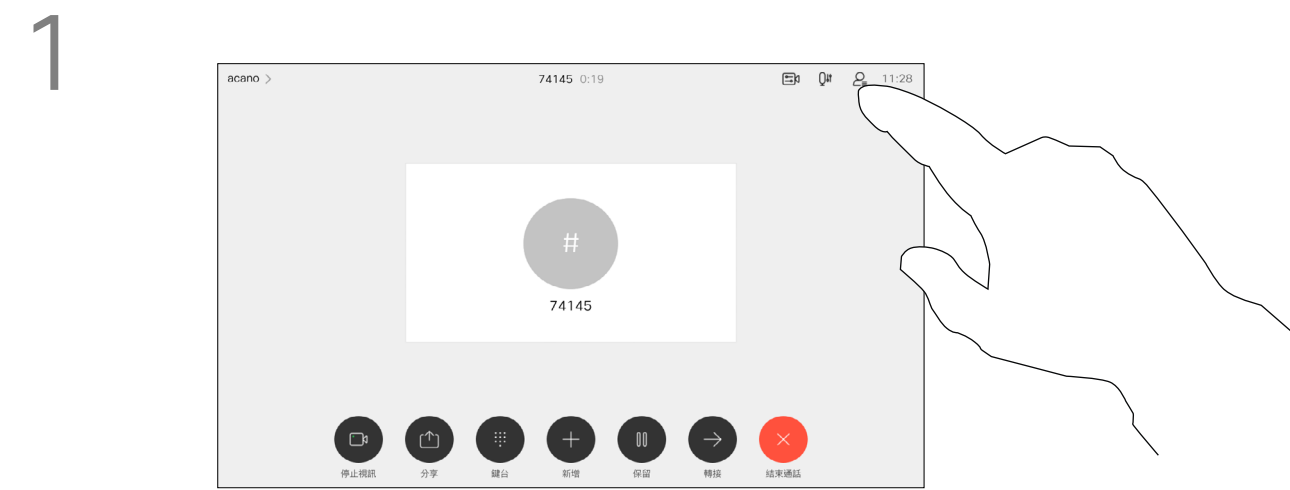 1
acano >
74145 0:19
11:28
#
74145
停止視訊
分享
鍵台
新增
保留
轉接
結束通話